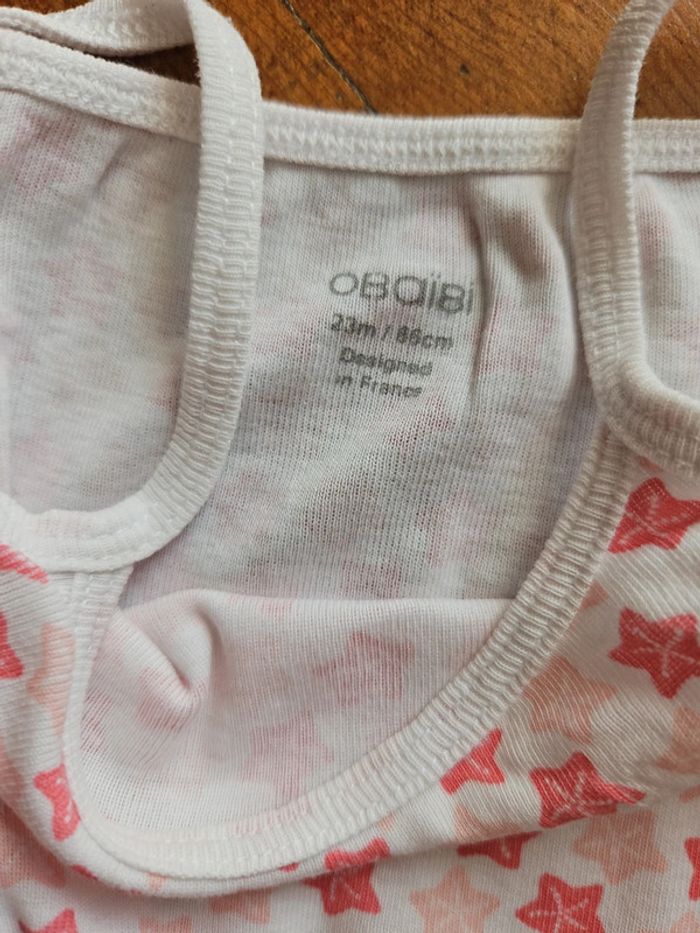 OBaïBi
23m / 86cm
Designed
in France